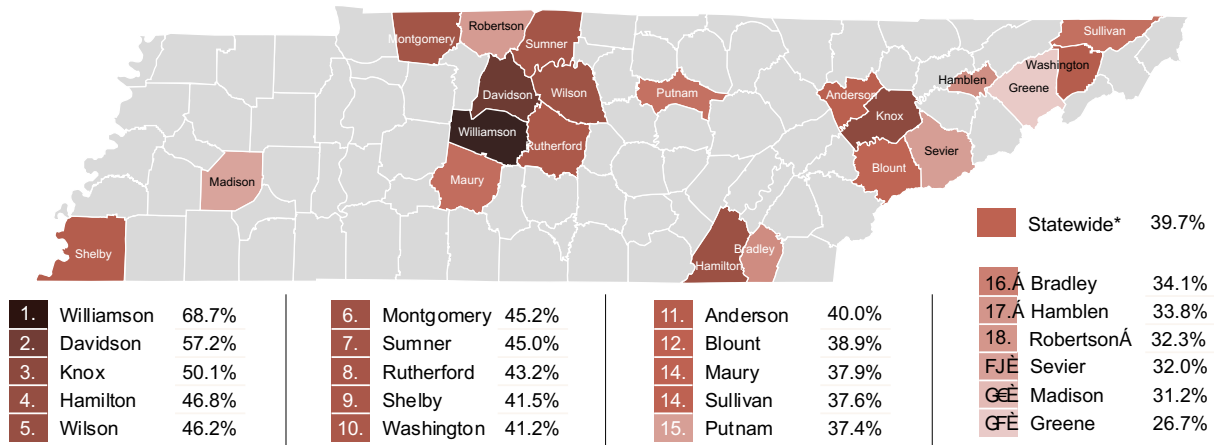 Robertson
Montgomery
Sumner
Sullivan
Washington
Hamblen
Greene
Davidson
Wilson
Putnam
Anderson
Knox
Williamson
Rutherford
Sevier
Blount
Maury
Madison
Shelby
Hamilton
Bradley
Statewide* 39.7%
1. Williamson 68.7%
2. Davidson 57.2%
3. Knox 50.1%
4. Hamilton 46.8%
5. Wilson 46.2%
6. Montgomery 45.2%
7. Sumner 45.0%
8. Rutherford 43.2%
9. Shelby 41.5%
10. Washington 41.2%
11. Anderson 40.0%
12. Blount 38.9%
14. Maury 37.9%
14. Sullivan 37.6%
15. Putnam 37.4%
16.Á Bradley 34.1%
17.Á Hamblen 33.8%
18. RobertsonÁ 32.3%
FJÈ Sevier 32.0%
Madison 31.2%
Greene 26.7%